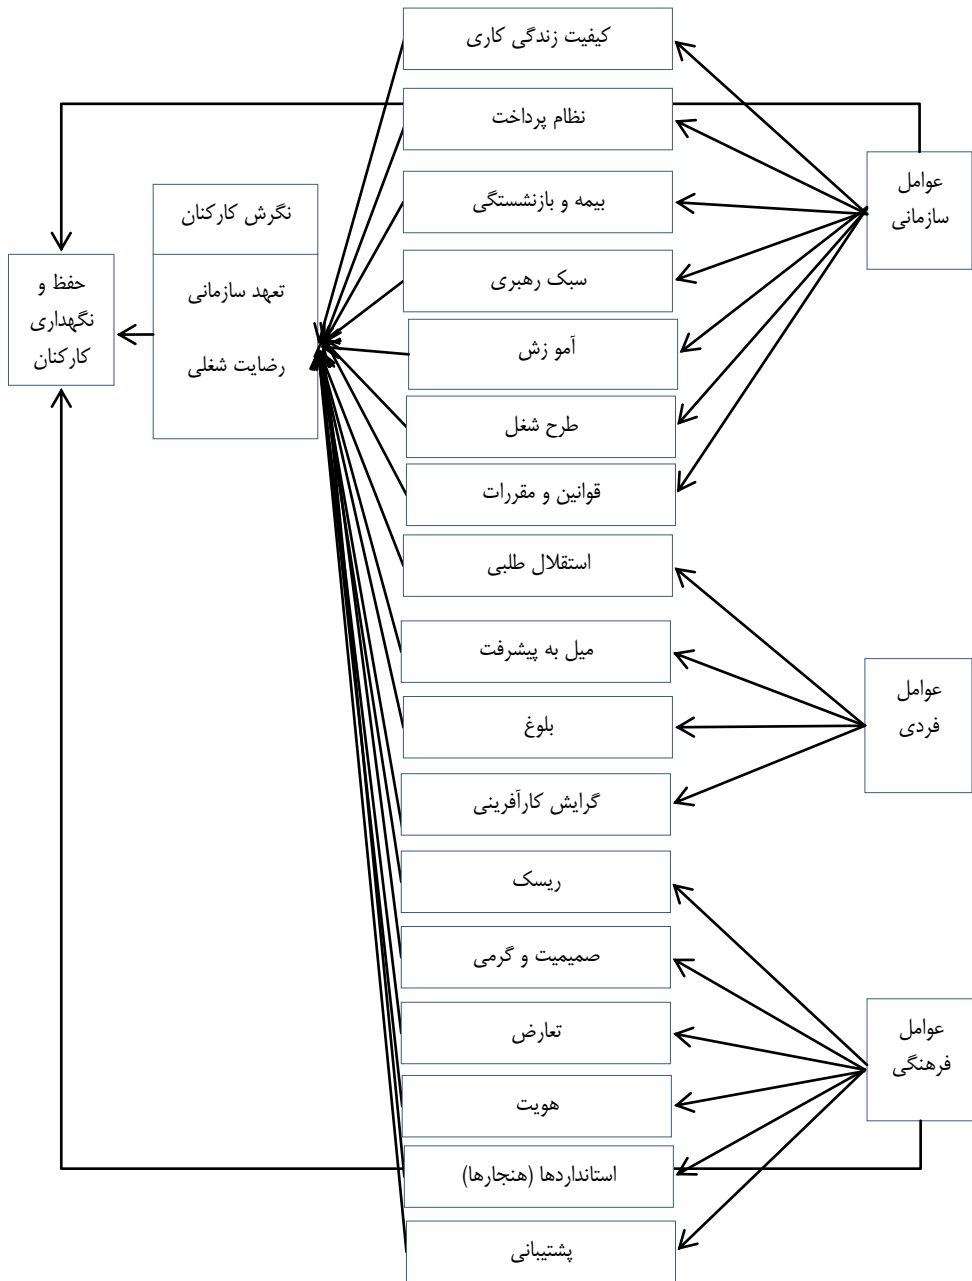 کیفیت زندگی کاری
نظام پرداخت
بیمه و بازنشستگی
سبک رهبری
آمو زش
طرح شغل
قوانین و مقررات
استقلال طلبی
میل به پیشرفت
بلوغ
گرایش کارآفرینی
ریسک
صمیمیت و گرمی
تعارض
هویت
استانداردها (هنجارها)
پشتیبانی
عوامل
سازمانی
عوامل
فردی
عوامل
فرهنگی
نگرش کارکنان
تعهد سازمانی
رضایت شغلی
حفظ و
نگهداری
کارکنان